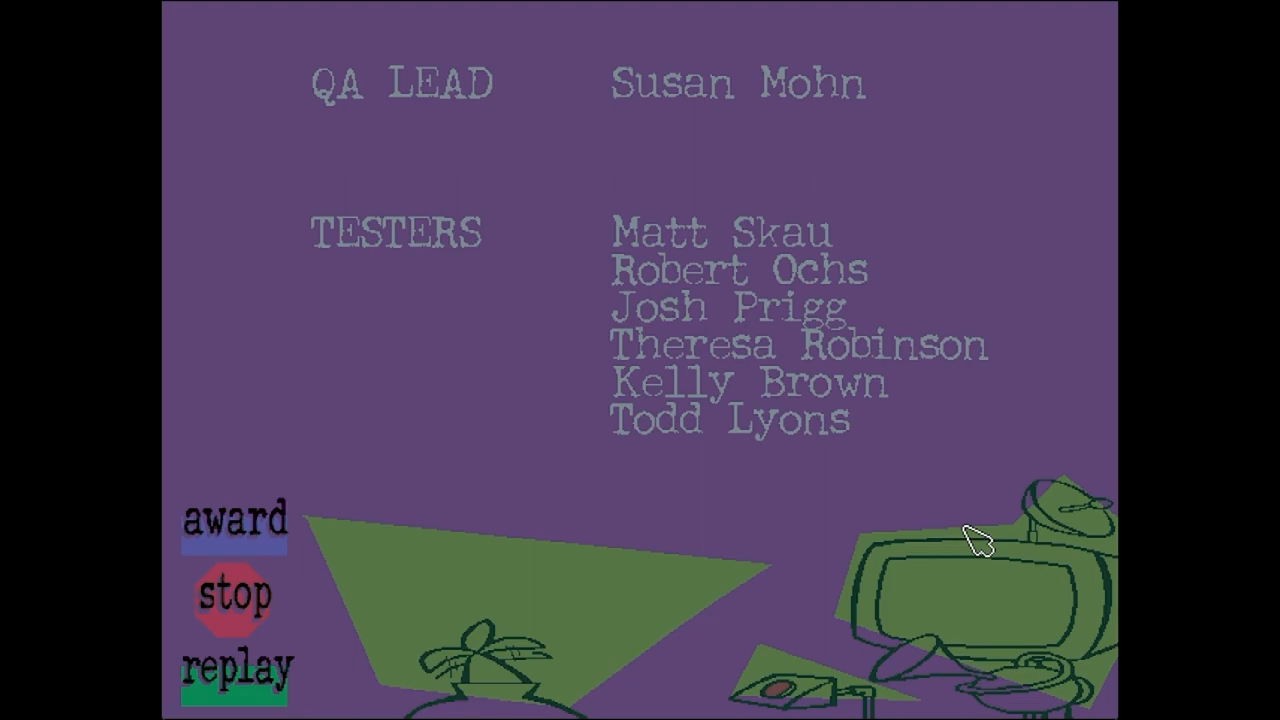 QA LEAD Susan Mohn
TESTERS Matt Skau
Robert Ochs
Josh Prigg
Theresa Robinson
Kelly Brown
Todd Lyons
award
stop
replay